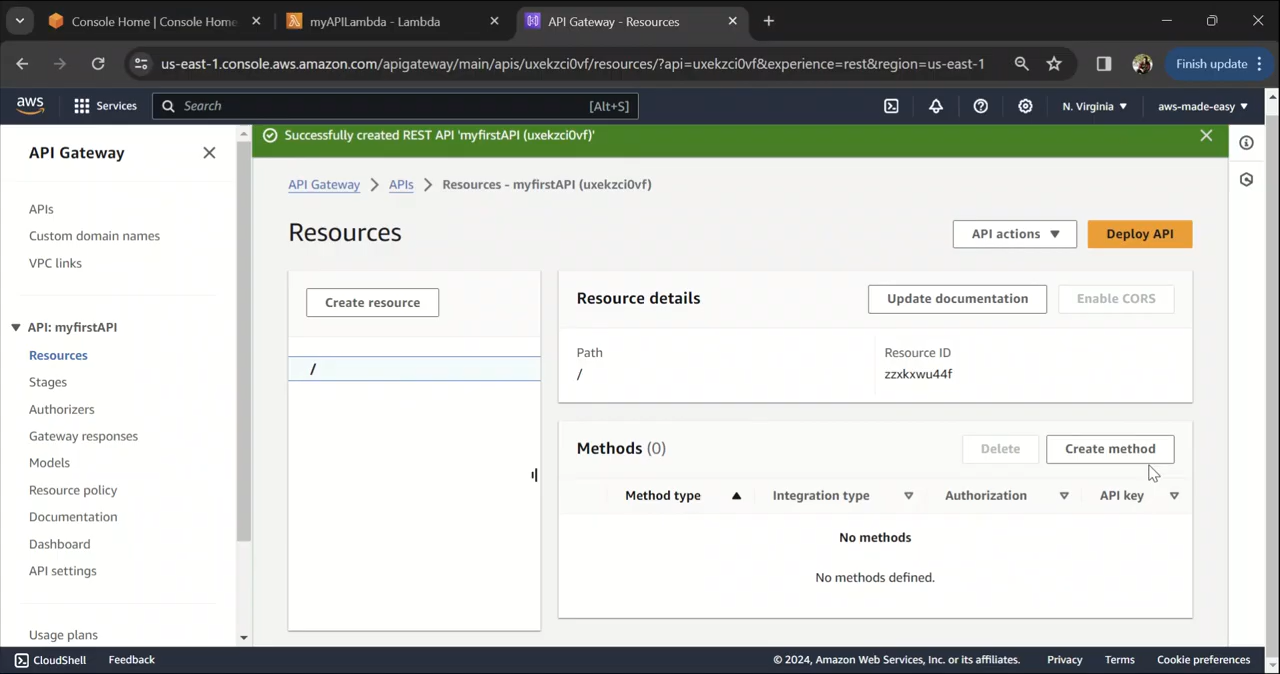 Console Home | Console Home
myAPILambda - Lambda
API Gateway - Resources
us-east-1.console.aws.amazon.com/apigateway/main/apis/uxekzci0vf/resources/?api=uxekzci0vf&experience=rest&region=us-east-1
Finish update
aws
Services
Search
[Alt+S]
N. Virginia
aws-made-easy
API Gateway
APIs
Custom domain names
VPC links
API: myfirstAPI
Resources
Stages
Authorizers
Gateway responses
Models
Resource policy
Documentation
Dashboard
API settings
Usage plans
Successfully created REST API 'myfirstAPI (uxekzci0vf)'
API Gateway > APIs > Resources - myfirstAPI (uxekzci0vf)
Resources
API actions
Deploy API
Create resource
/
Resource details
Update documentation
Enable CORS
Path
/
Resource ID
zzxkxwu44f
Methods (0)
Delete
Create method
Method type
Integration type
Authorization
API key
No methods
No methods defined.
CloudShell
Feedback
© 2024, Amazon Web Services, Inc. or its affiliates.
Privacy
Terms
Cookie preferences